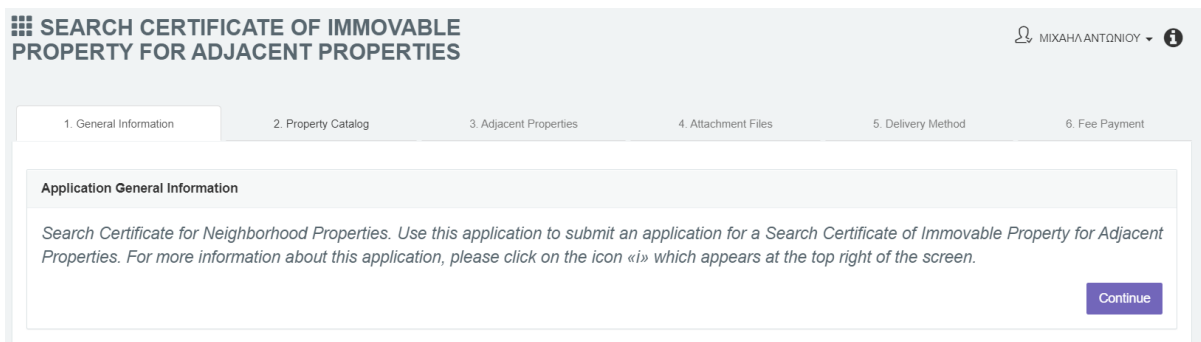 SEARCH CERTIFICATE OF IMMOVABLE
PROPERTY FOR ADJACENT PROPERTIES
ΜΙΧΑΗΛ ΑΝΤΩΝΙΟΥ
1. General Information
2. Property Catalog
3. Adjacent Properties
4. Attachment Files
5. Delivery Method
6. Fee Payment
Application General Information
Search Certificate for Neighborhood Properties. Use this application to submit an application for a Search Certificate of Immovable Property for Adjacent
Properties. For more information about this application, please click on the icon «i» which appears at the top right of the screen.
Continue